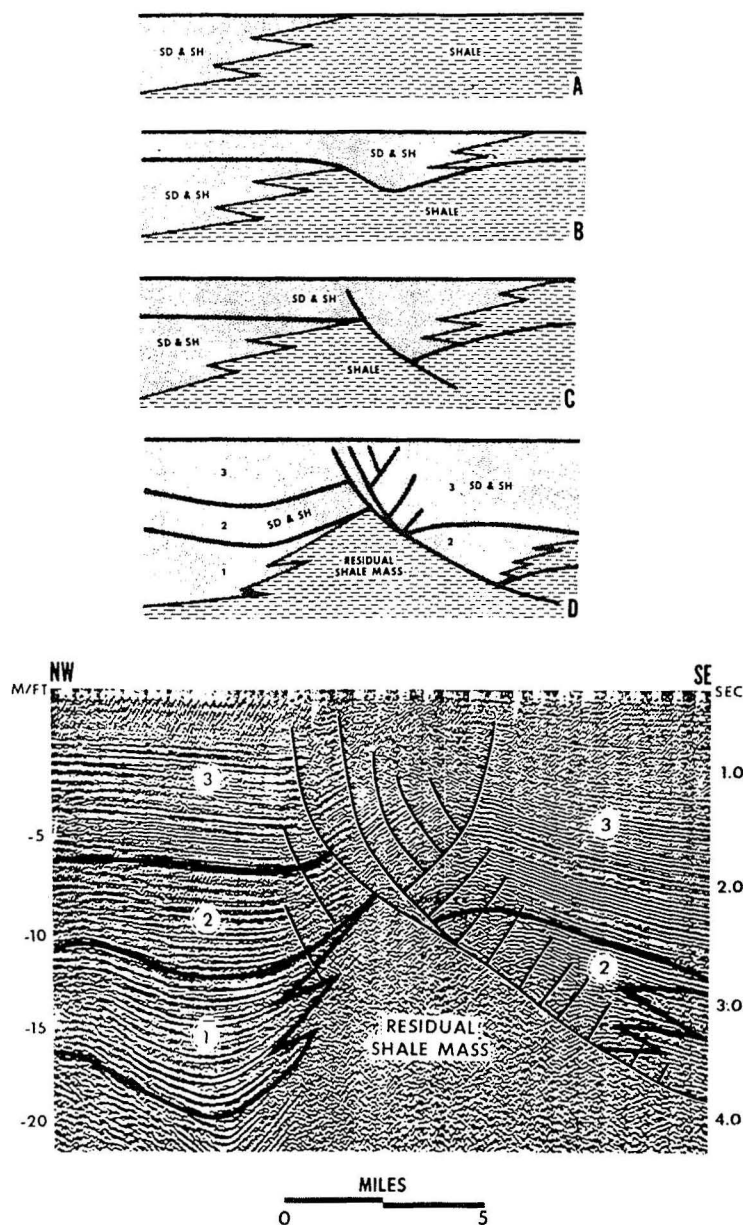 SD & SH
SHALE
A
SD & SH
SD & SH
SHALE
B
SD & SH
SD & SH
SHALE
C
3
3 SD & SH
2 SD & SH
2
1
RESIDUAL
SHALE MASS
D
NW
SE
M/FT
SEC
1.0
3
3
-5
2.0
2
-10
2
3.0
-15
1
RESIDUAL
SHALE MASS
-20
4.0
MILES
0 5